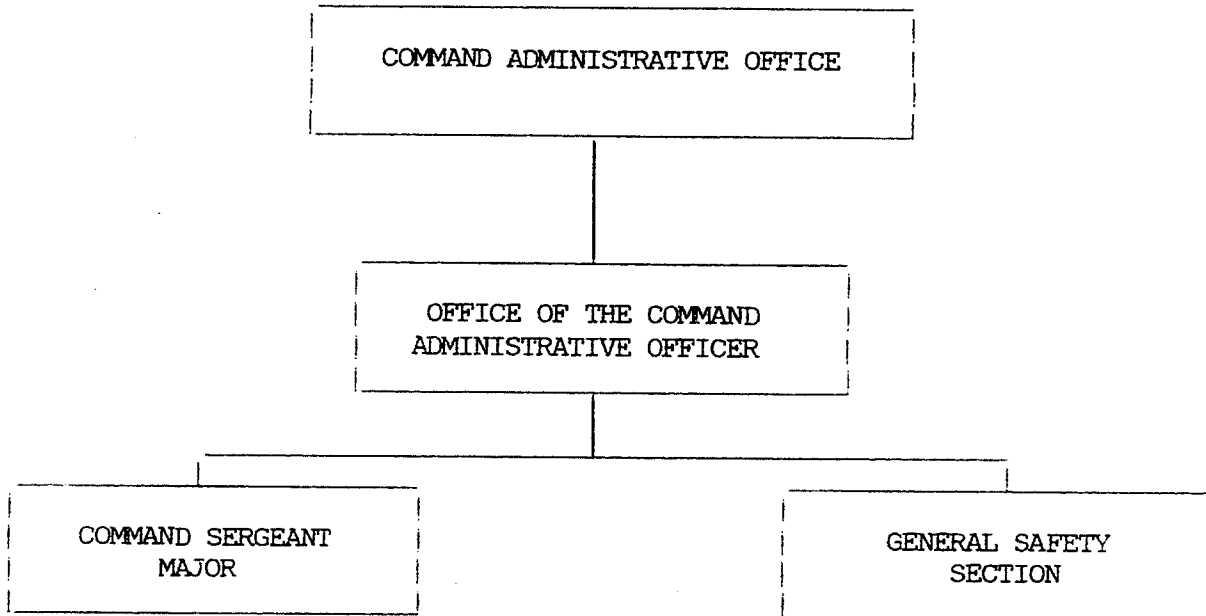 COMMAND ADMINISTRATIVE OFFICE
OFFICE OF THE COMMAND
ADMINISTRATIVE OFFICER
COMMAND SERGEANT
MAJOR
GENERAL SAFETY
SECTION